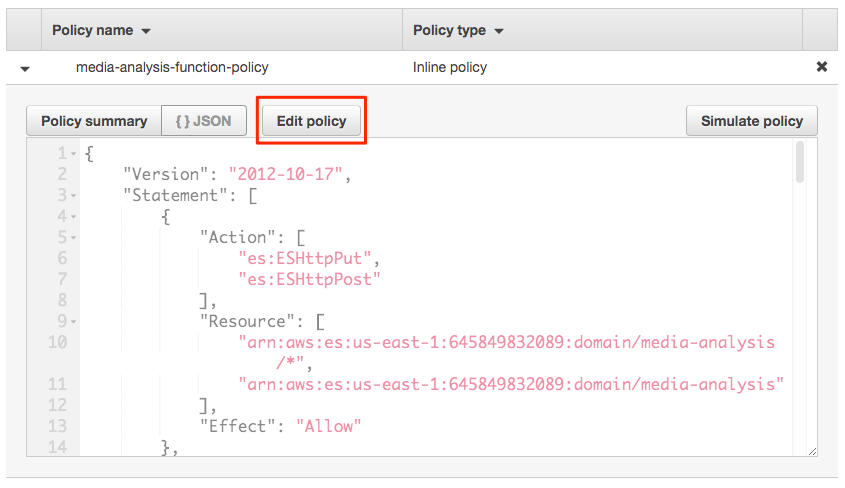 Policy name Policy type
media-analysis-function-policy Inline policy
Policy summary { } JSON Edit policy Simulate policy
1 {
2 "Version": "2012-10-17",
3 "Statement": [
4 {
5 "Action": [
6 "es:ESHttpPut",
7 "es:ESHttpPost"
8 ],
9 "Resource": [
10 "arn:aws:es:us-east-1:645849832089:domain/media-analysis
/*",
11 "arn:aws:es:us-east-1:645849832089:domain/media-analysis"
12 ],
13 "Effect": "Allow"
14 },